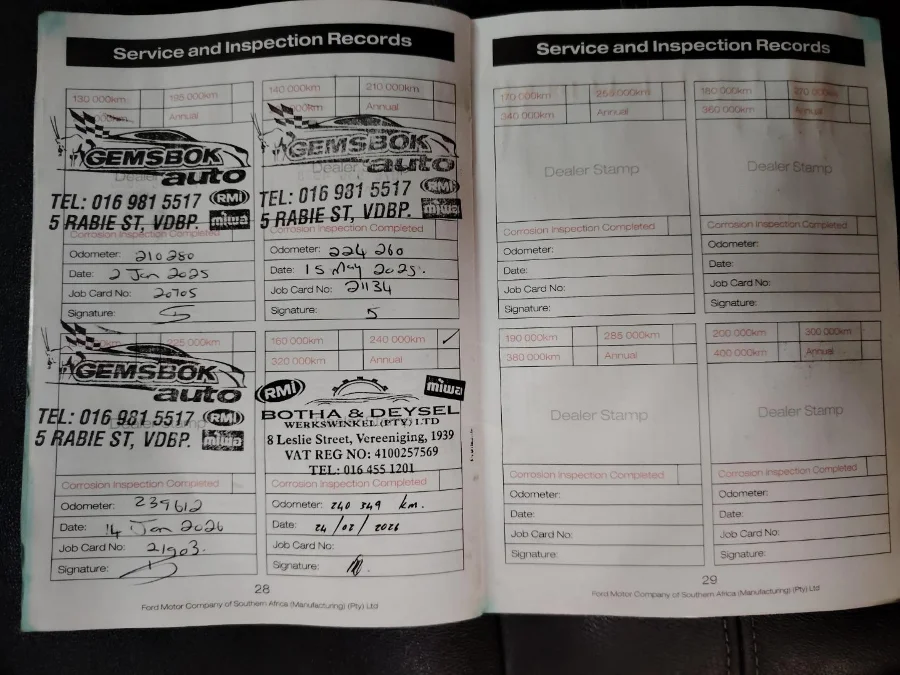 Service and Inspection Records
130 000km 195 000km
000km Annual
GEMSBOK
auto
TEL: 016 981 5517 RMI
5 RABIE ST, VDBP. miwa
Corrosion Inspection Completed
Odometer: 210280
Date: 2 Jan 2025
Job Card No: 20705
Signature:
140 000km 210 000km
000km Annual
GEMSBOK
Dealer
auto
TEL: 016 981 5517 RMI
5 RABIE ST, VDBP. miwa
Corrosion Inspection Completed
Odometer: 224 260
Date: 15 May 2025.
Job Card No: 21134
Signature:
km 225 000km
GEMSBOK
auto
TEL: 016 981 5517 RMI
5 RABIE ST, VDBP. miwa
Corrosion Inspection Completed
Odometer: 239612
Date: 14 Jan 2026
Job Card No: 21903.
Signature:
160 000km 240 000km ✓
320 000km Annual
RMI miwa
BOTHA & DEYSEL
WERKSWINKEL (PTY) LTD
8 Leslie Street, Vereeniging, 1939
VAT REG NO: 4100257569
TEL: 016 455 1201
Corrosion Inspection Completed
Odometer: 240 349 km.
Date: 24/02/2026
Job Card No:
Signature:
28
Ford Motor Company of Southern Africa (Manufacturing) (Pty) Ltd
Service and Inspection Records
170 000km 255 000km
340 000km Annual
Dealer Stamp
Corrosion Inspection Completed
Odometer:
Date:
Job Card No:
Signature:
180 000km 270 000km
360 000km Annual
Dealer Stamp
Corrosion Inspection Completed
Odometer:
Date:
Job Card No:
Signature:
190 000km 285 000km
380 000km Annual
Dealer Stamp
Corrosion Inspection Completed
Odometer:
Date:
Job Card No:
Signature:
200 000km 300 000km
400 000km Annual
Dealer Stamp
Corrosion Inspection Completed
Odometer:
Date:
Job Card No:
Signature:
29
Ford Motor Company of Southern Africa (Manufacturing) (Pty) Ltd